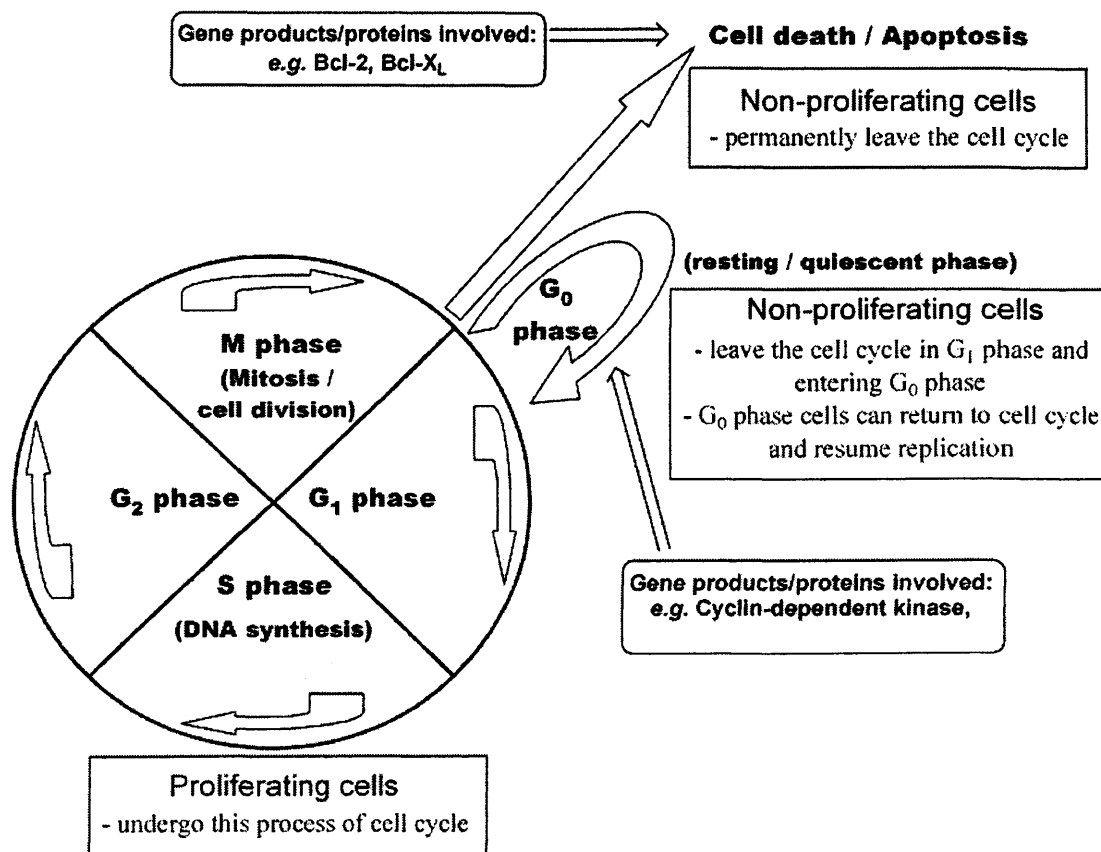 Gene products/proteins involved:
e.g. Bcl-2, Bcl-XL
Cell death / Apoptosis
Non-proliferating cells
- permanently leave the cell cycle
(resting / quiescent phase)
G0
phase
Non-proliferating cells
- leave the cell cycle in G1 phase and
entering G0 phase
- G0 phase cells can return to cell cycle
and resume replication
M phase
(Mitosis /
cell division)
G2 phase
G1 phase
S phase
(DNA synthesis)
Gene products/proteins involved:
e.g. Cyclin-dependent kinase,
Proliferating cells
- undergo this process of cell cycle